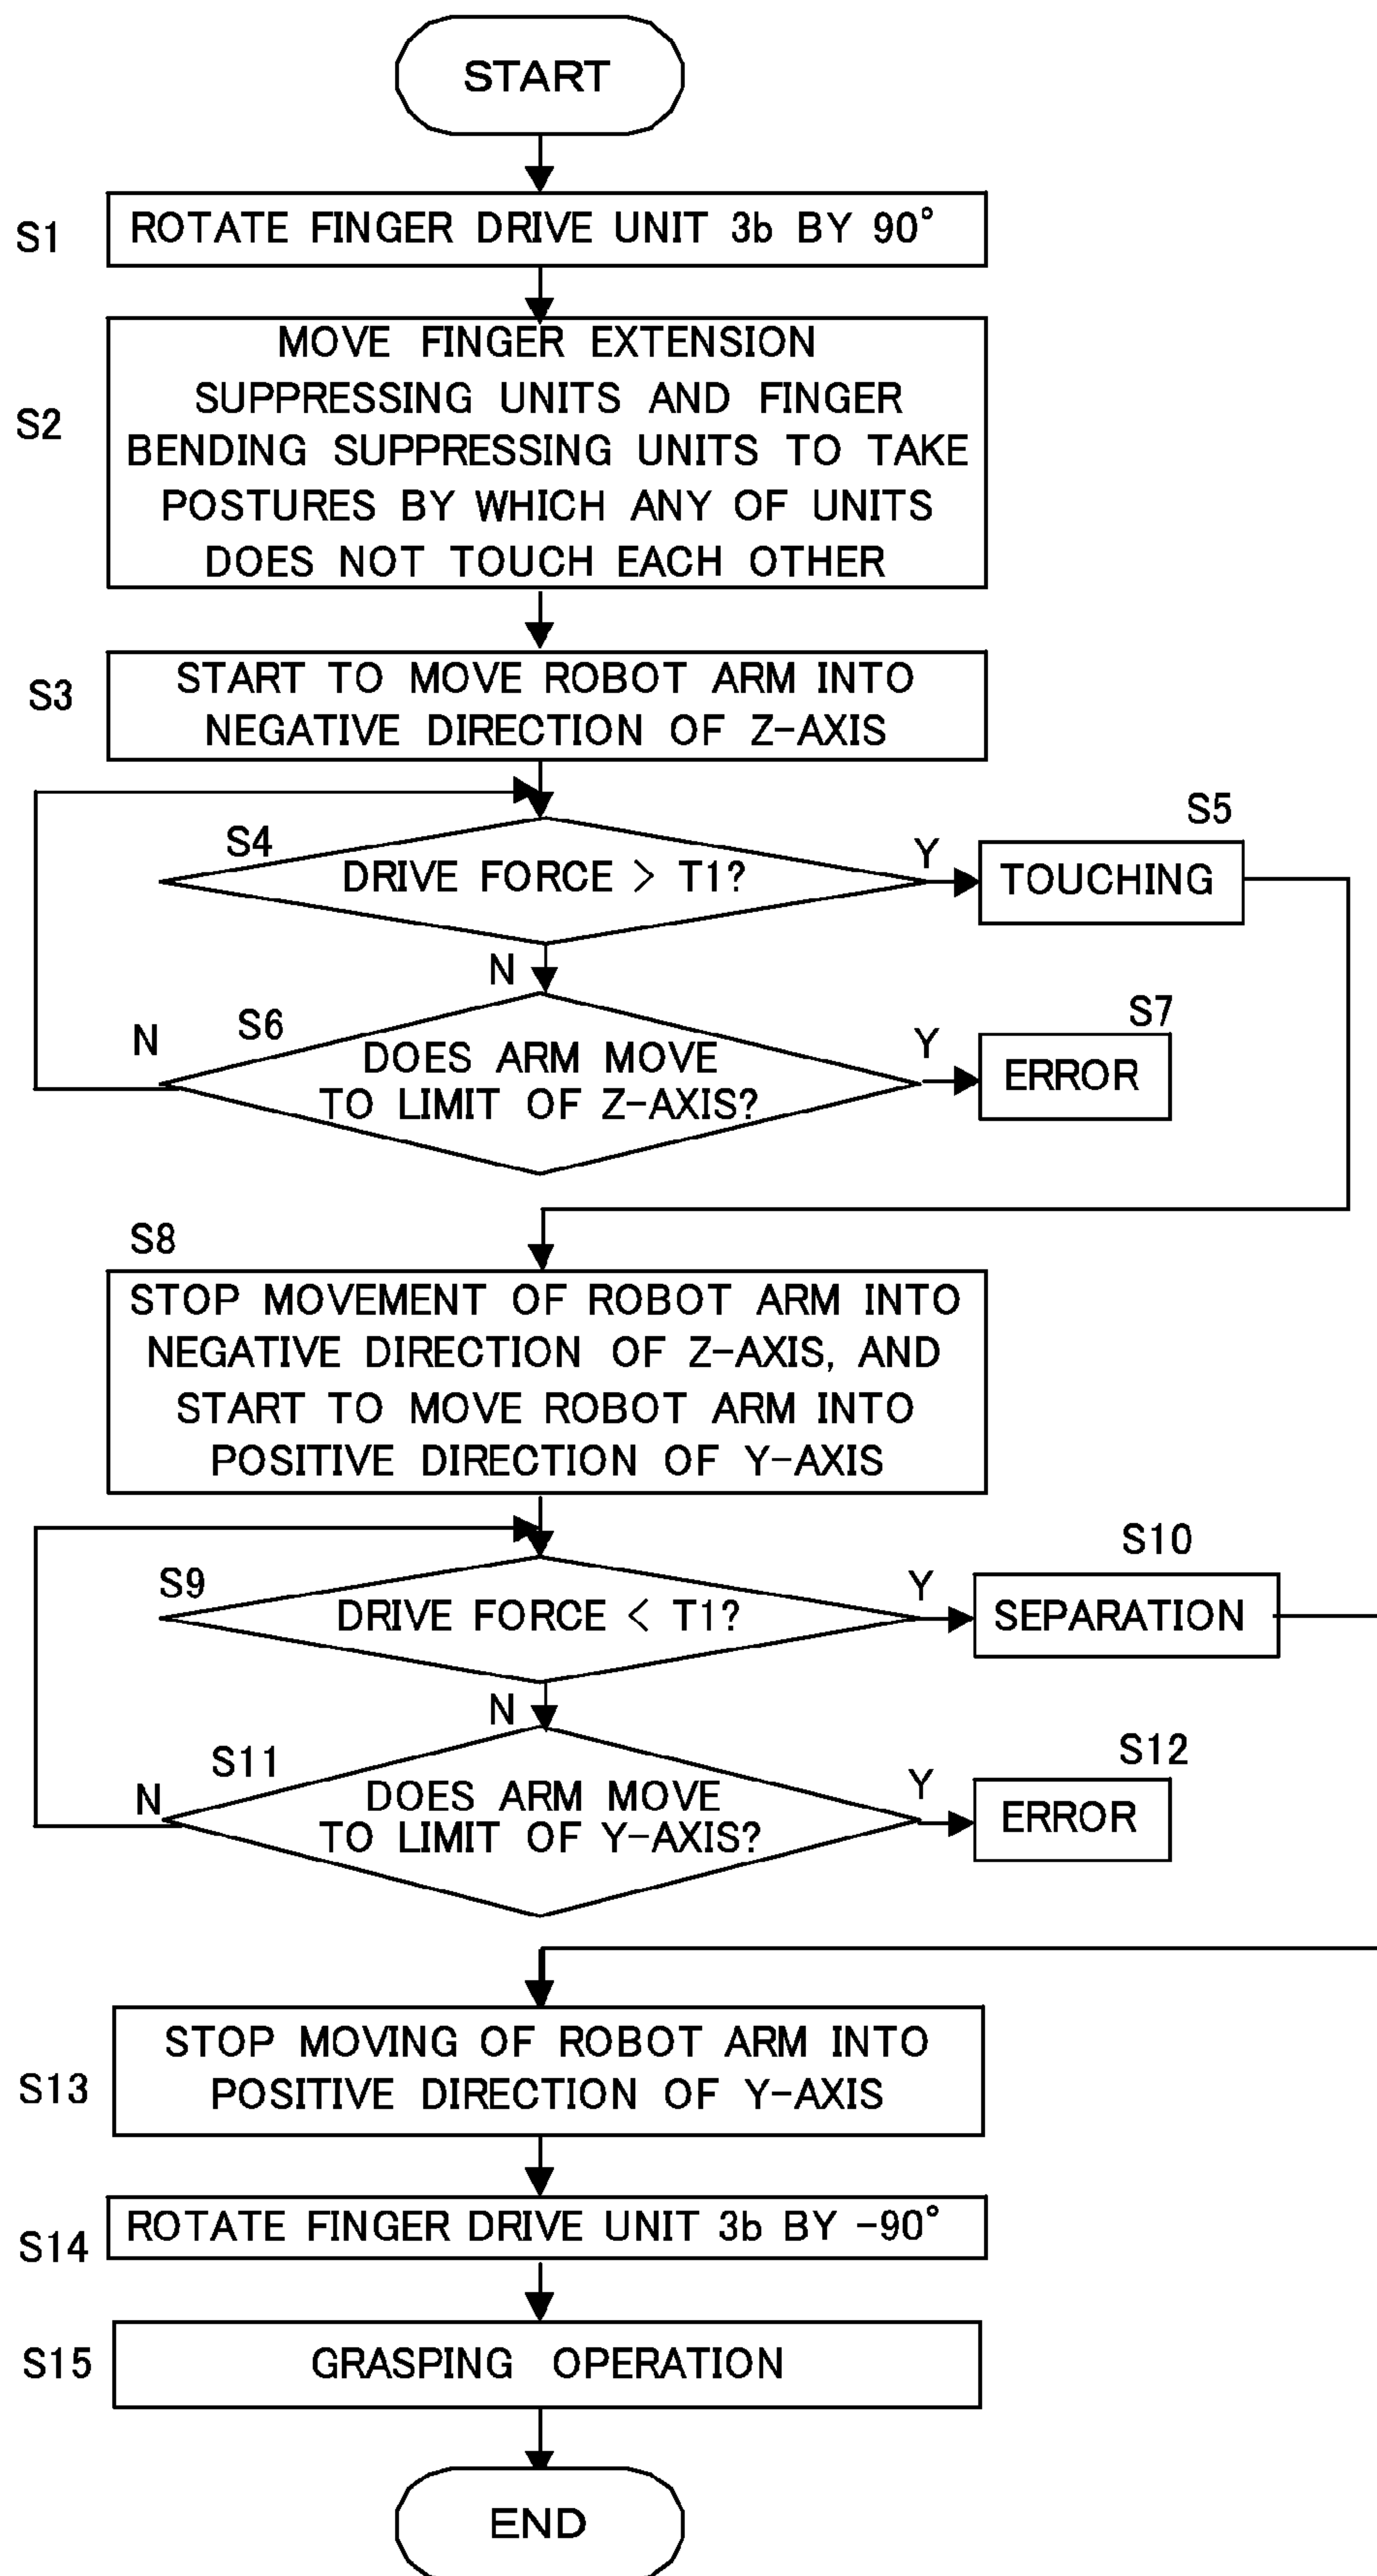 START
S1
ROTATE FINGER DRIVE UNIT 3b BY 90°
S2
MOVE FINGER EXTENSION
SUPPRESSING UNITS AND FINGER
BENDING SUPPRESSING UNITS TO TAKE
POSTURES BY WHICH ANY OF UNITS
DOES NOT TOUCH EACH OTHER
S3
START TO MOVE ROBOT ARM INTO
NEGATIVE DIRECTION OF Z-AXIS
S4
DRIVE FORCE > T1?
Y
S5
TOUCHING
N
S6
N
DOES ARM MOVE
TO LIMIT OF Z-AXIS?
Y
S7
ERROR
S8
STOP MOVEMENT OF ROBOT ARM INTO
NEGATIVE DIRECTION OF Z-AXIS, AND
START TO MOVE ROBOT ARM INTO
POSITIVE DIRECTION OF Y-AXIS
S9
DRIVE FORCE < T1?
Y
S10
SEPARATION
N
S11
N
DOES ARM MOVE
TO LIMIT OF Y-AXIS?
Y
S12
ERROR
S13
STOP MOVING OF ROBOT ARM INTO
POSITIVE DIRECTION OF Y-AXIS
S14
ROTATE FINGER DRIVE UNIT 3b BY -90°
S15
GRASPING OPERATION
END